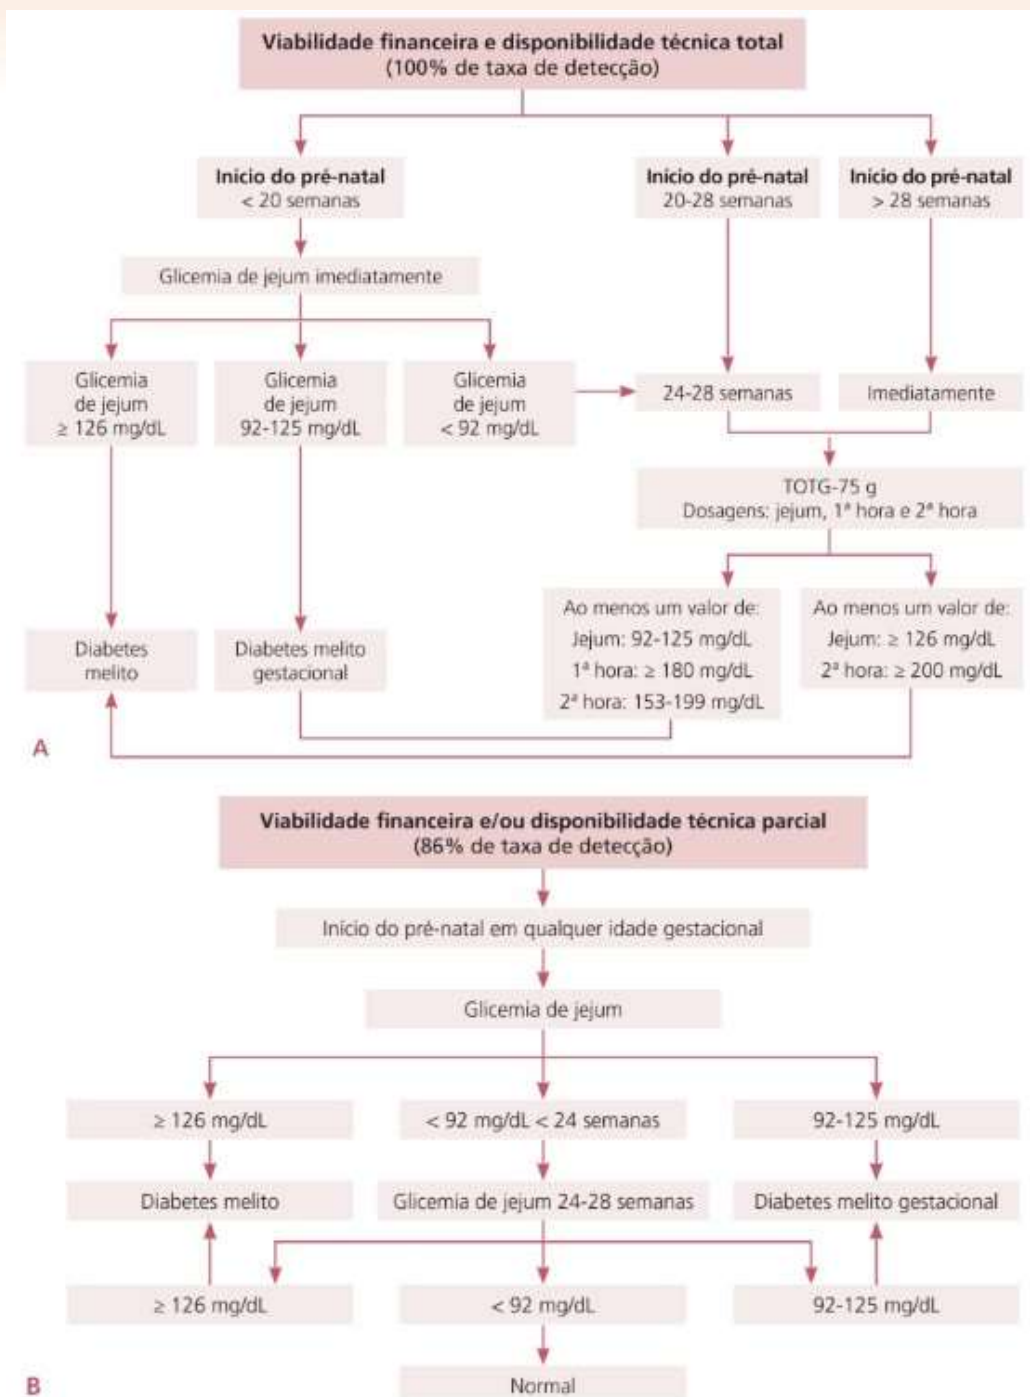 Viabilidade financeira e disponibilidade técnica total
(100% de taxa de detecção)
Início do pré-natal
< 20 semanas
Início do pré-natal
20-28 semanas
Início do pré-natal
> 28 semanas
Glicemia de jejum imediatamente
Glicemia
de jejum
≥ 126 mg/dL
Glicemia
de jejum
92-125 mg/dL
Glicemia
de jejum
< 92 mg/dL
24-28 semanas
Imediatamente
TOTG-75 g
Dosagens: jejum, 1ª hora e 2ª hora
Ao menos um valor de:
Jejum: 92-125 mg/dL
1ª hora: ≥ 180 mg/dL
2ª hora: 153-199 mg/dL
Ao menos um valor de:
Jejum: ≥ 126 mg/dL
2ª hora: ≥ 200 mg/dL
Diabetes
melito
Diabetes melito
gestacional
A
Viabilidade financeira e/ou disponibilidade técnica parcial
(86% de taxa de detecção)
Início do pré-natal em qualquer idade gestacional
Glicemia de jejum
≥ 126 mg/dL
< 92 mg/dL < 24 semanas
92-125 mg/dL
Diabetes melito
Glicemia de jejum 24-28 semanas
Diabetes melito gestacional
≥ 126 mg/dL
< 92 mg/dL
92-125 mg/dL
Normal
B